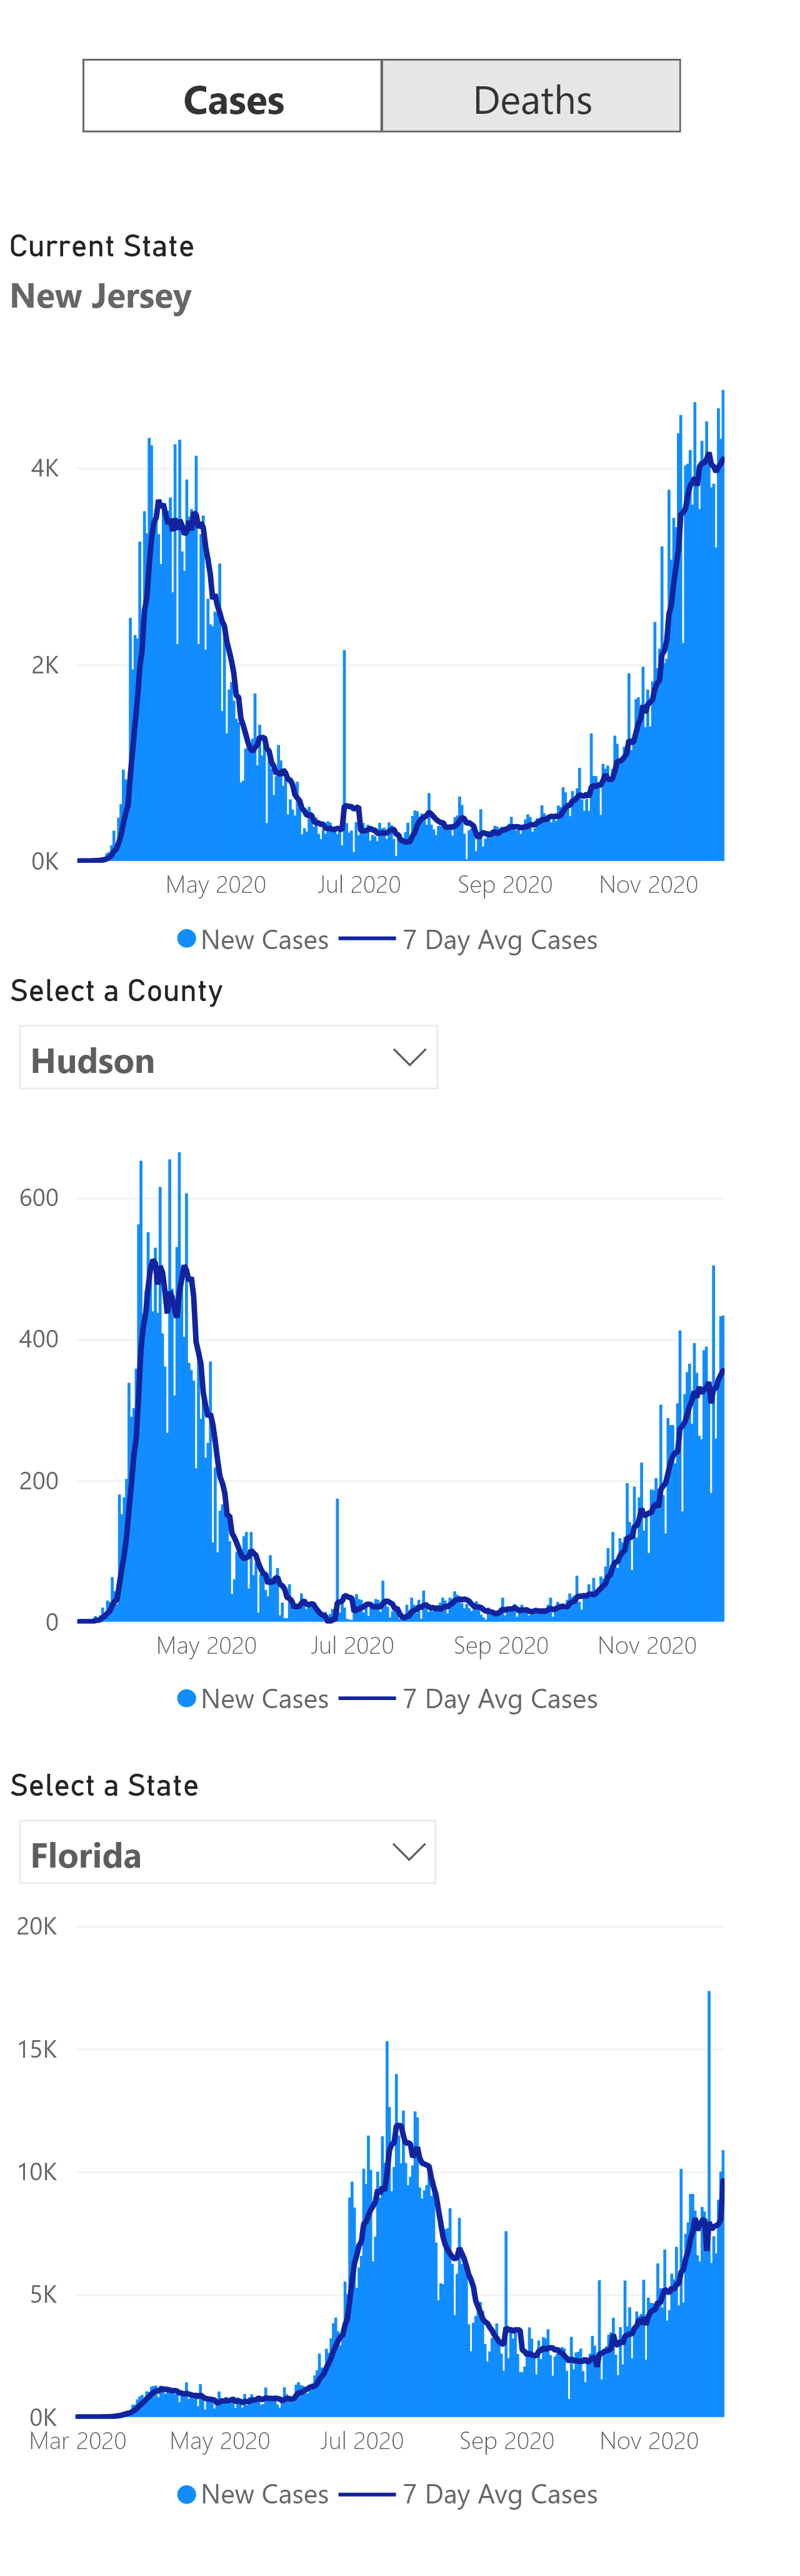 Cases Deaths
Current State
New Jersey
4K
2K
0K
May 2020 Jul 2020 Sep 2020 Nov 2020
New Cases 7 Day Avg Cases
Select a County
Hudson
600
400
200
0
May 2020 Jul 2020 Sep 2020 Nov 2020
New Cases 7 Day Avg Cases
Select a State
Florida
20K
15K
10K
5K
0K
Mar 2020 May 2020 Jul 2020 Sep 2020 Nov 2020
New Cases 7 Day Avg Cases